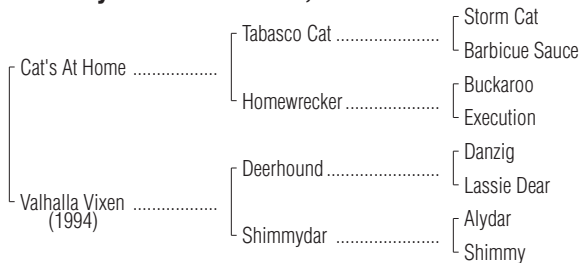 Cat's At Home ..................
Tabasco Cat ......................
Storm Cat
Barbicue Sauce
Homewrecker ....................
Buckaroo
Execution
Valhalla Vixen ..................
(1994)
Deerhound ........................
Danzig
Lassie Dear
Shimmydar ......................
Alydar
Shimmy